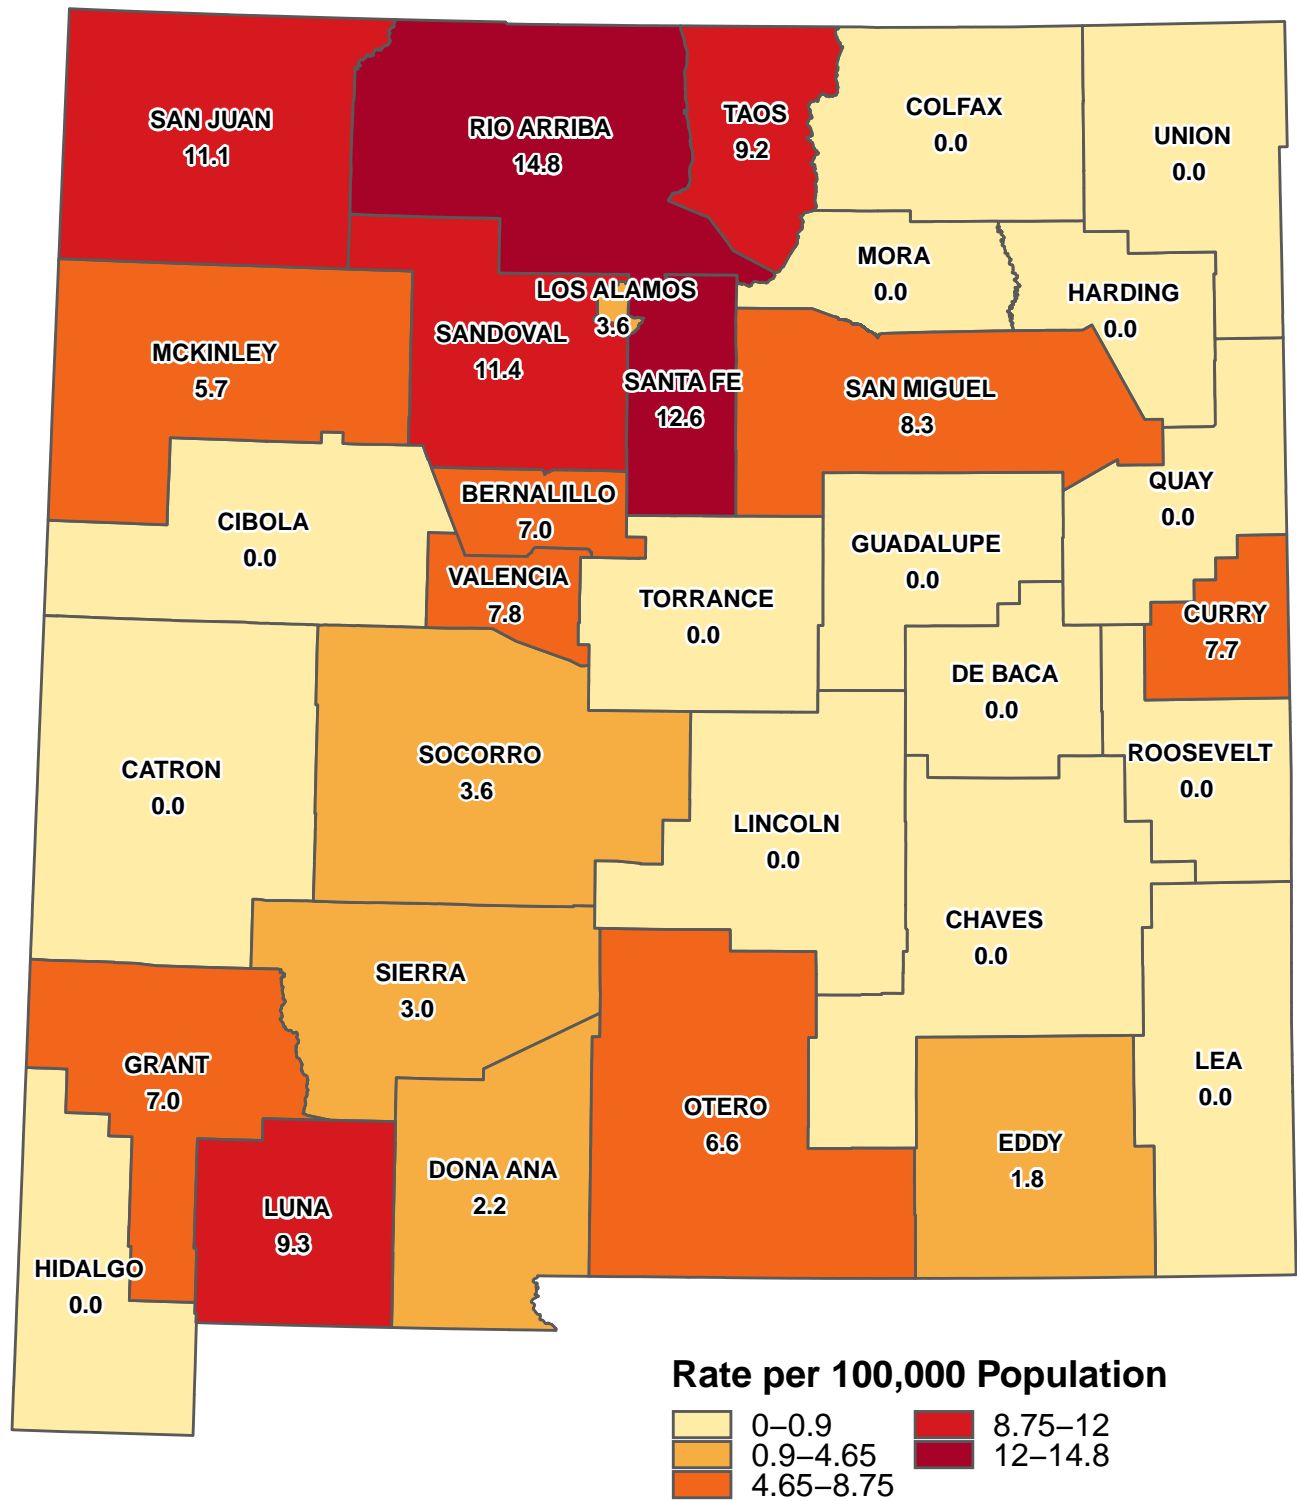 SAN JUAN
11.1
RIO ARRIBA
14.8
TAOS
9.2
COLFAX
0.0
UNION
0.0
MORA
0.0
HARDING
0.0
LOS ALAMOS
3.6
SANDOVAL
11.4
MCKINLEY
5.7
SANTA FE
12.6
SAN MIGUEL
8.3
QUAY
0.0
BERNALILLO
7.0
CIBOLA
0.0
GUADALUPE
0.0
VALENCIA
7.8
TORRANCE
0.0
CURRY
7.7
DE BACA
0.0
SOCORRO
3.6
ROOSEVELT
0.0
CATRON
0.0
LINCOLN
0.0
CHAVES
0.0
SIERRA
3.0
GRANT
7.0
LEA
0.0
OTERO
6.6
EDDY
1.8
DONA ANA
2.2
LUNA
9.3
HIDALGO
0.0
Rate per 100,000 Population
0–0.9
0.9–4.65
4.65–8.75
8.75–12
12–14.8